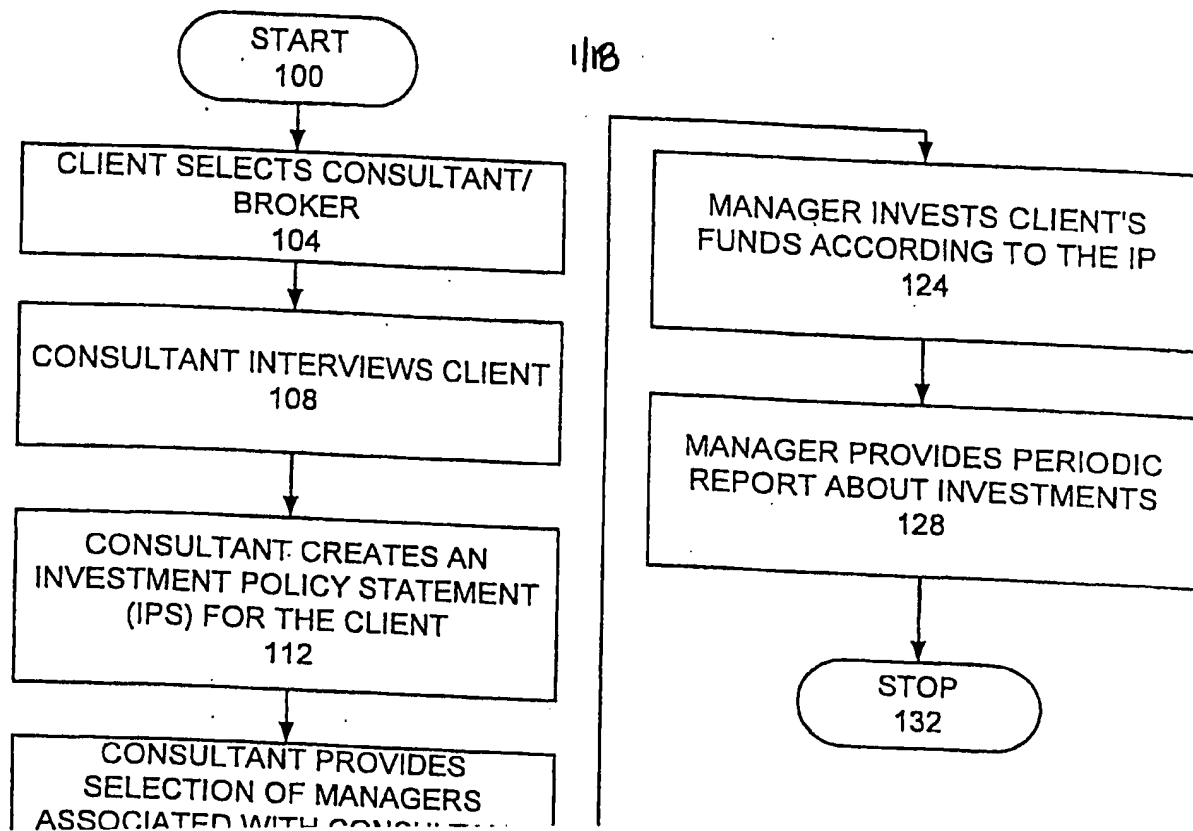 START
100
1/18
CLIENT SELECTS CONSULTANT/
BROKER
104
CONSULTANT INTERVIEWS CLIENT
108
CONSULTANT CREATES AN
INVESTMENT POLICY STATEMENT
(IPS) FOR THE CLIENT
112
CONSULTANT PROVIDES
SELECTION OF MANAGERS
ASSOCIATED WITH
MANAGER INVESTS CLIENT'S
FUNDS ACCORDING TO THE IP
124
MANAGER PROVIDES PERIODIC
REPORT ABOUT INVESTMENTS
128
STOP
132